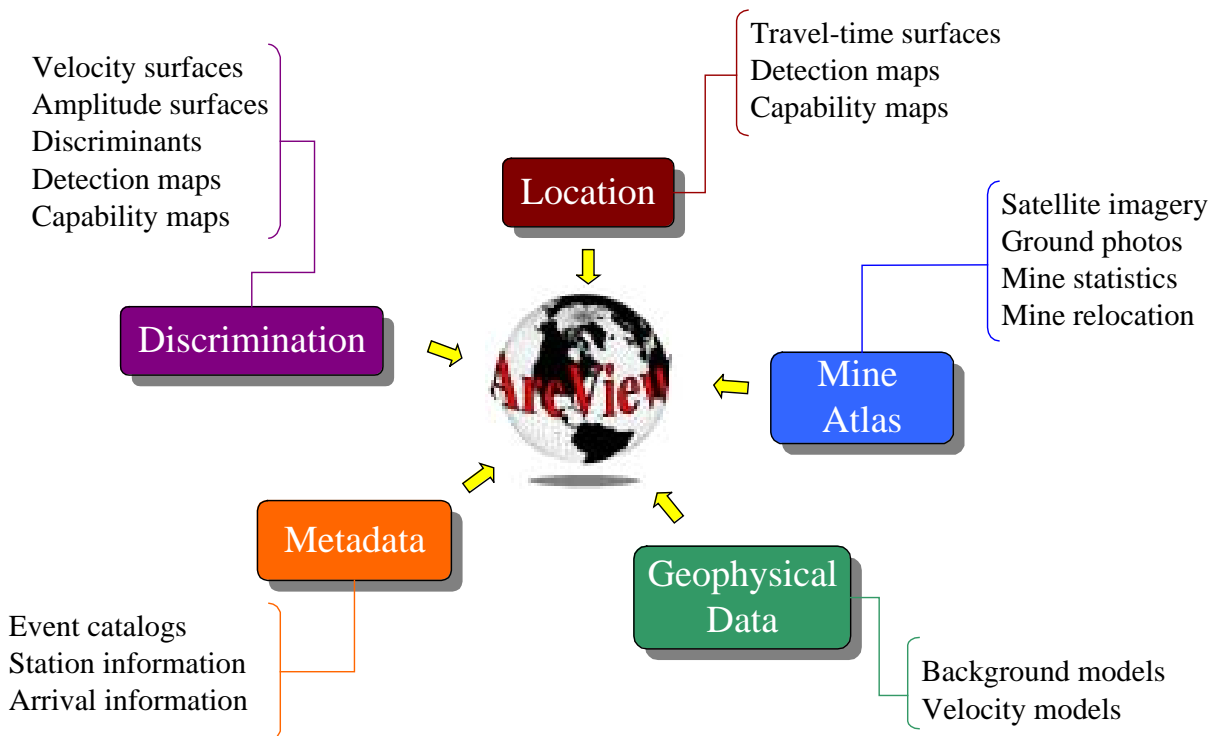 Travel-time surfaces
Detection maps
Capability maps
Velocity surfaces
Amplitude surfaces
Discriminants
Detection maps
Capability maps
Location
Satellite imagery
Ground photos
Mine statistics
Mine relocation
Discrimination
AreView
Mine
Atlas
Metadata
Geophysical
Data
Event catalogs
Station information
Arrival information
Background models
Velocity models